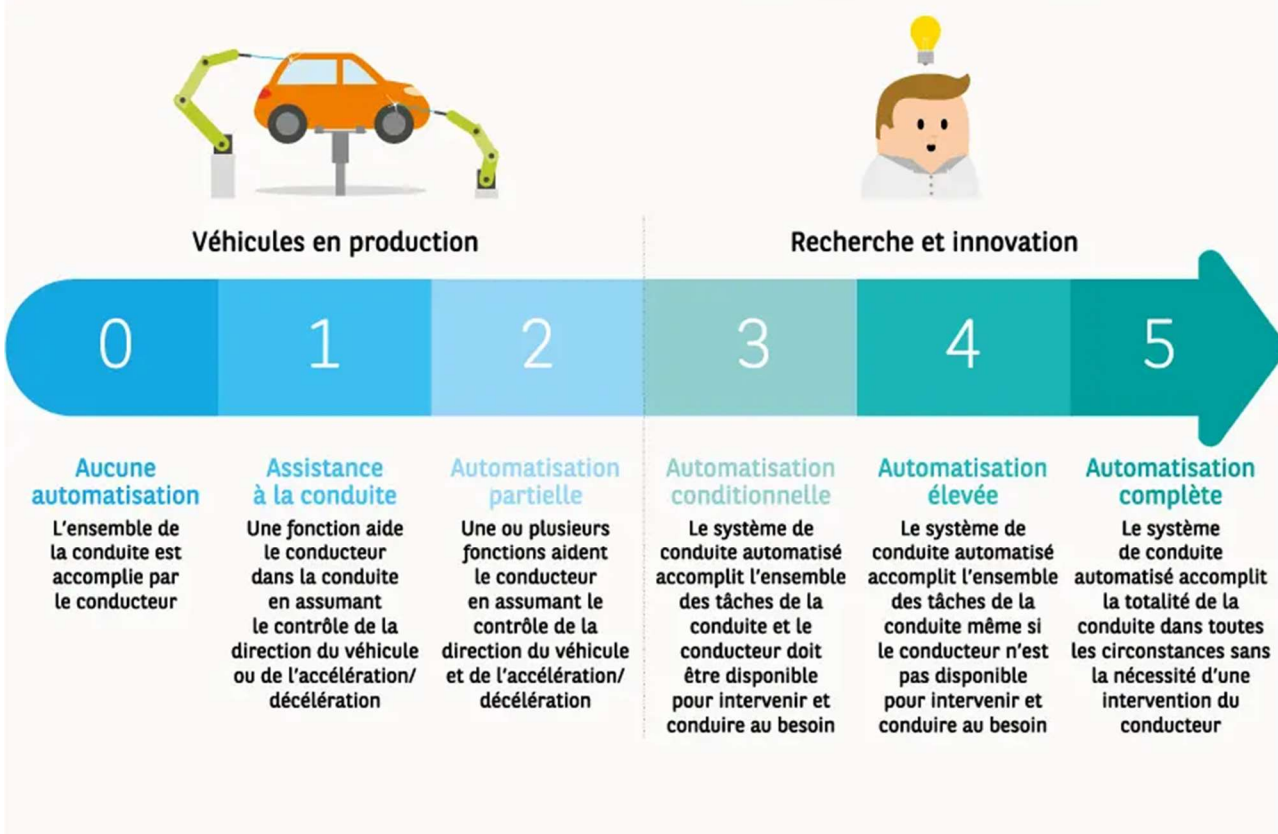 Véhicules en production
Recherche et innovation
0
1
2
3
4
5
Aucune
automatisation
L'ensemble de
la conduite est
accomplie par
le conducteur
Assistance
à la conduite
Une fonction aide
le conducteur
dans la conduite
en assumant
le contrôle de la
direction du véhicule
ou de l'accélération/
décélération
Automatisation
partielle
Une ou plusieurs
fonctions aident
le conducteur
en assumant le
contrôle de la
direction du véhicule
et de l'accélération/
décélération
Automatisation
conditionnelle
Le système de
conduite automatisé
accomplit l'ensemble
des tâches de la
conduite et le
conducteur doit
être disponible
pour intervenir et
conduire au besoin
Automatisation
élevée
Le système de
conduite automatisé
accomplit l'ensemble
des tâches de la
conduite même si
le conducteur n'est
pas disponible
pour intervenir et
conduire au besoin
Automatisation
complète
Le système
de conduite
automatisé accomplit
la totalité de la
conduite dans toutes
les circonstances sans
la nécessité d'une
intervention du
conducteur